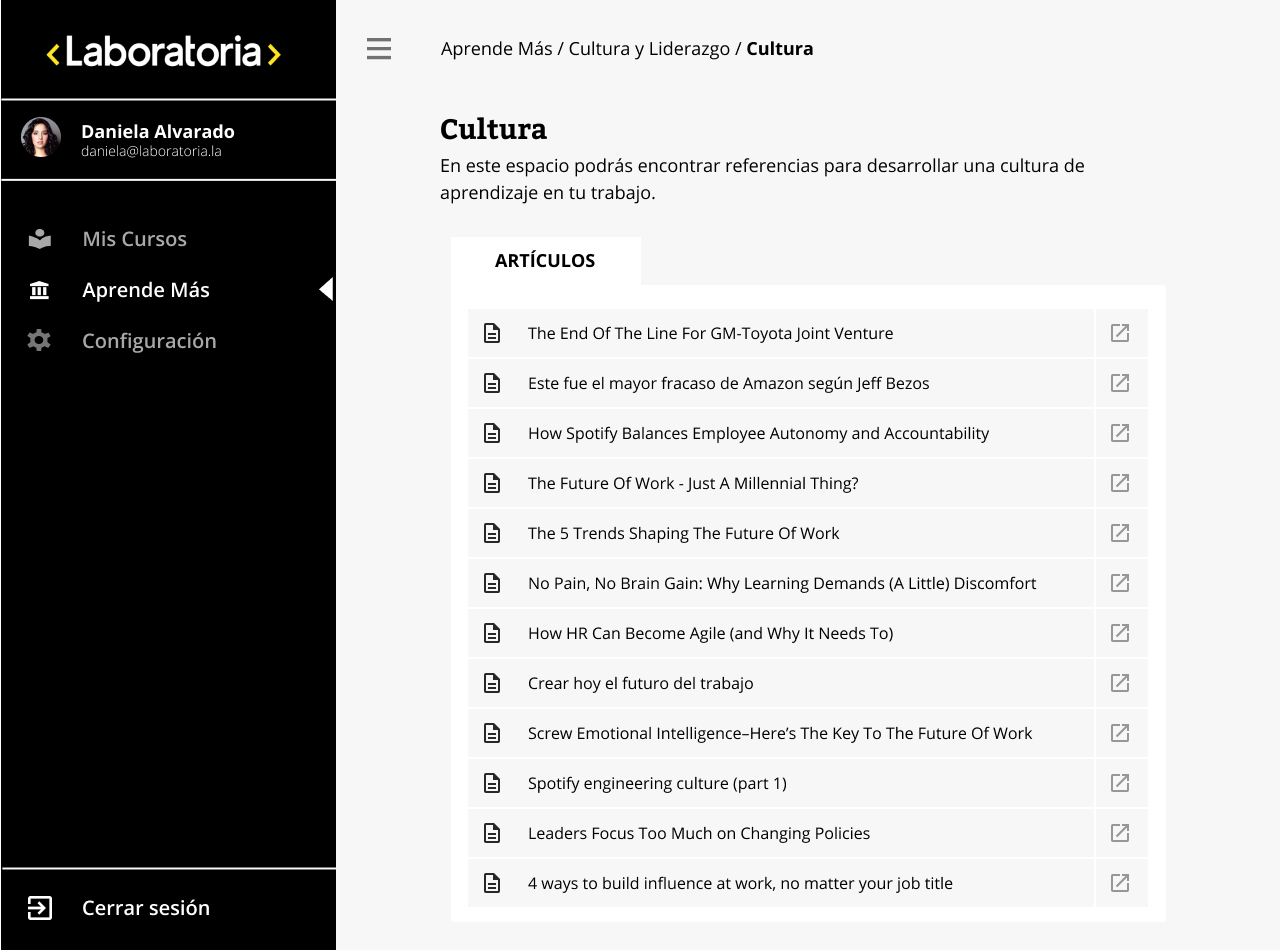 <Laboratoria>
Daniela Alvarado
daniela@laboratoria.la
Mis Cursos
Aprende Más
Configuración
Cerrar sesión
Aprende Más / Cultura y Liderazgo / Cultura
Cultura
En este espacio podrás encontrar referencias para desarrollar una cultura de
aprendizaje en tu trabajo.
ARTÍCULOS
The End Of The Line For GM-Toyota Joint Venture
Este fue el mayor fracaso de Amazon según Jeff Bezos
How Spotify Balances Employee Autonomy and Accountability
The Future Of Work - Just A Millennial Thing?
The 5 Trends Shaping The Future Of Work
No Pain, No Brain Gain: Why Learning Demands (A Little) Discomfort
How HR Can Become Agile (and Why It Needs To)
Crear hoy el futuro del trabajo
Screw Emotional Intelligence–Here’s The Key To The Future Of Work
Spotify engineering culture (part 1)
Leaders Focus Too Much on Changing Policies
4 ways to build influence at work, no matter your job title